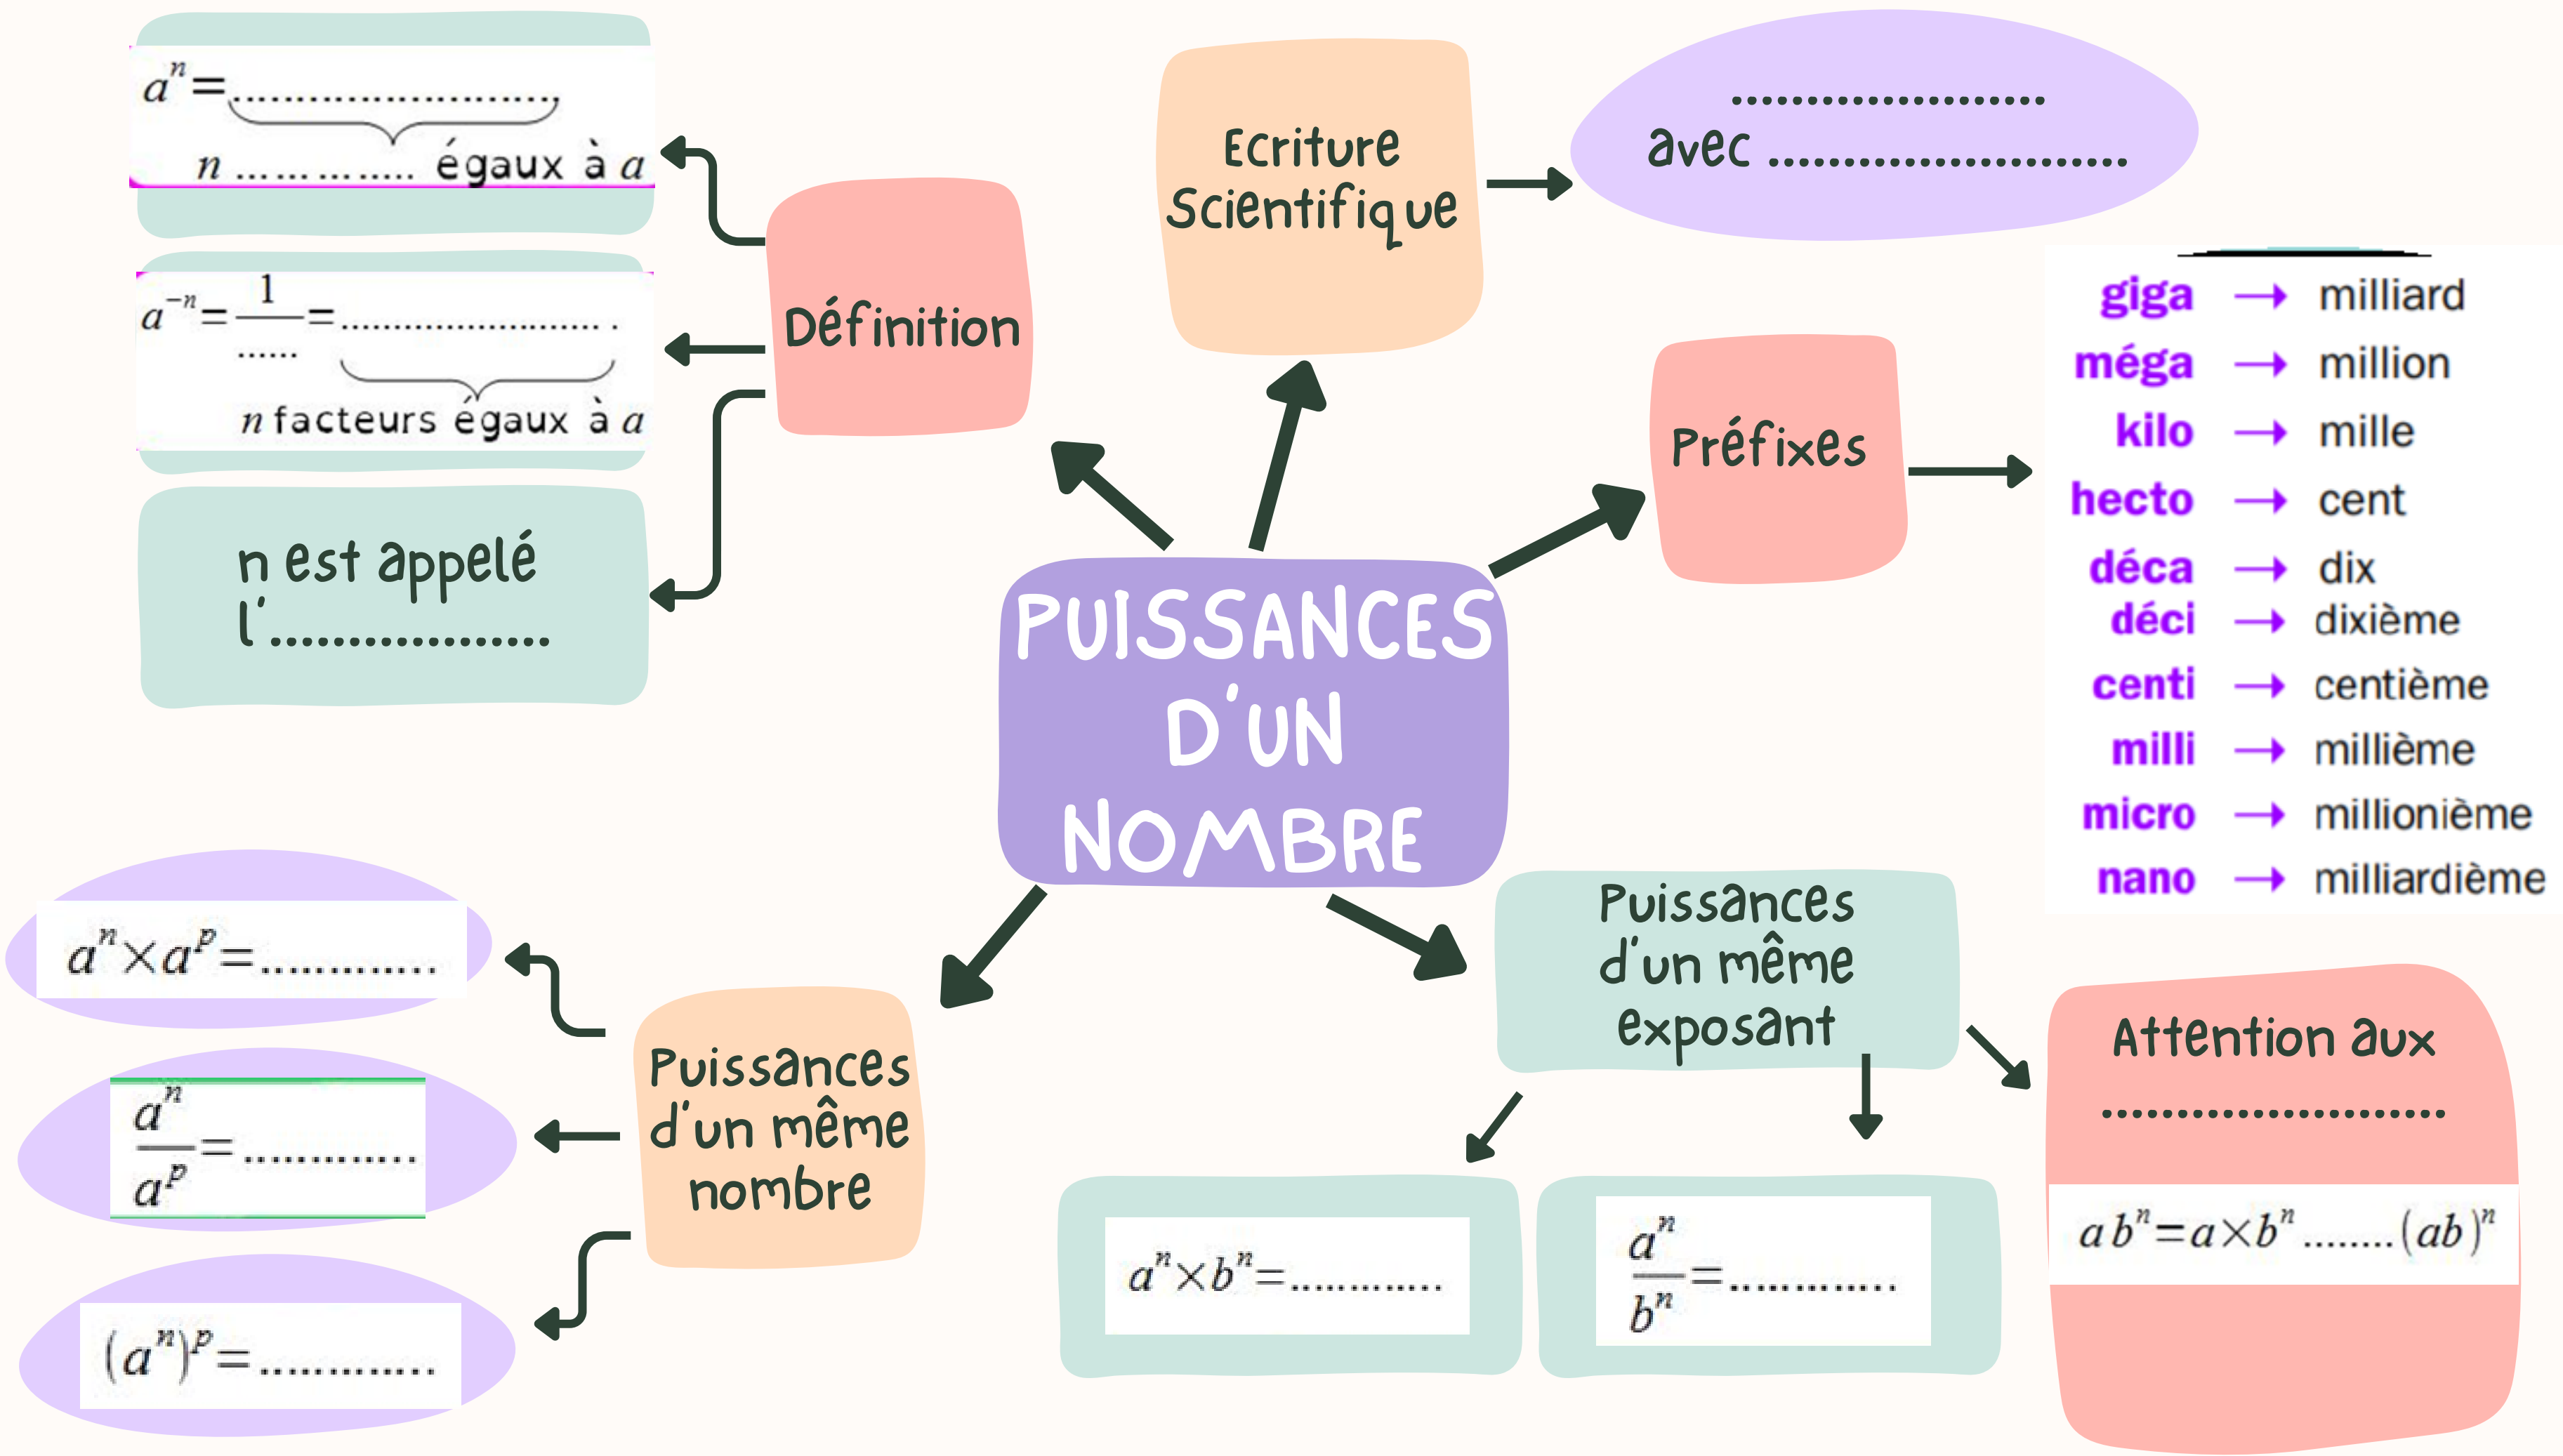 aⁿ=.........................
n .............. égaux à a
a⁻ⁿ= 1/...... =..........................
n facteurs égaux à a
n est appelé
l'..................
Définition
Ecriture
Scientifique
.....................
avec ........................
Préfixes
giga → milliard
méga → million
kilo → mille
hecto → cent
déca → dix
déci → dixième
centi → centième
milli → millième
micro → millionième
nano → milliardième
PUISSANCES
D'UN
NOMBRE
aⁿ×aᵖ=.............
aⁿ/aᵖ=.............
(aⁿ)ᵖ=.............
Puissances
d'un même
nombre
Puissances
d'un même
exposant
aⁿ×bⁿ=.............
aⁿ/bⁿ=.............
Attention aux
.......................
abⁿ=a×bⁿ ........(ab)ⁿ